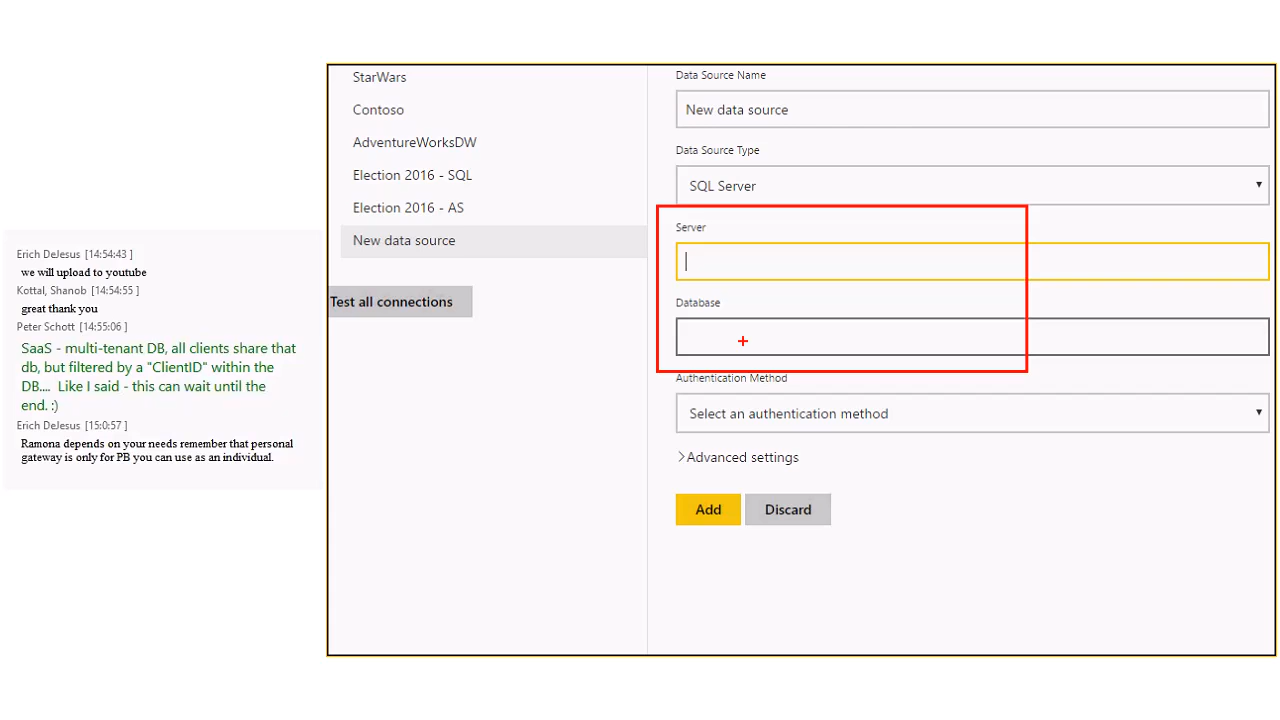 Erich DeJesus [14:54:43 ]
we will upload to youtube
Kottal, Shanob [14:54:55 ]
great thank you
Peter Schott [14:55:06 ]
SaaS - multi-tenant DB, all clients share that
db, but filtered by a "ClientID" within the
DB.... Like I said - this can wait until the
end. :)
Erich DeJesus [15:0:57 ]
Ramona depends on your needs remember that personal
gateway is only for PB you can use as an individual.
StarWars
Contoso
AdventureWorksDW
Election 2016 - SQL
Election 2016 - AS
New data source
Test all connections
Data Source Name
New data source
Data Source Type
SQL Server
Server
Database
Authentication Method
Select an authentication method
Advanced settings
Add
Discard